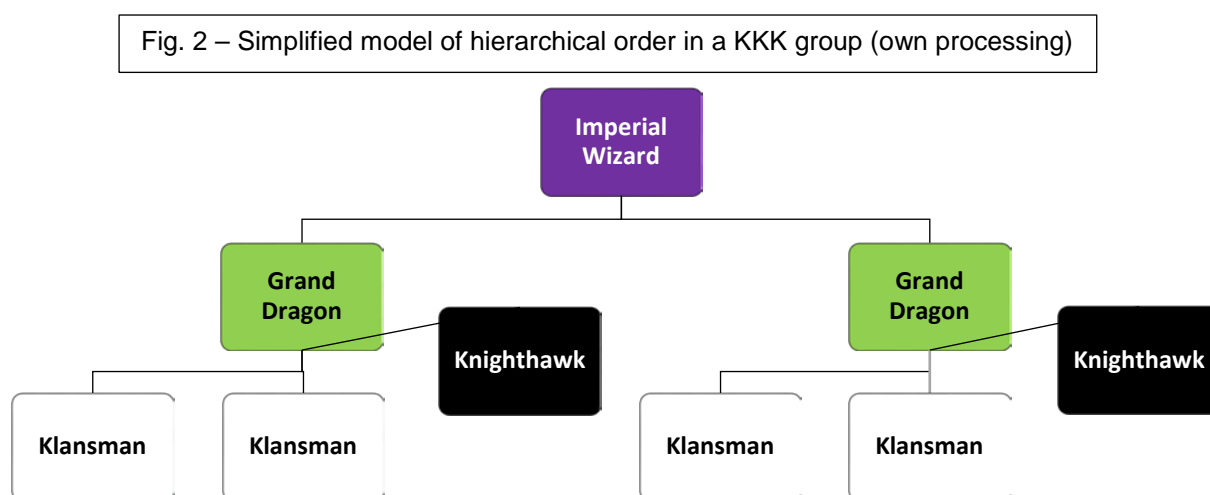 Fig. 2 – Simplified model of hierarchical order in a KKK group (own processing)
Imperial
Wizard
Grand
Dragon
Grand
Dragon
Knighthawk
Knighthawk
Klansman
Klansman
Klansman
Klansman